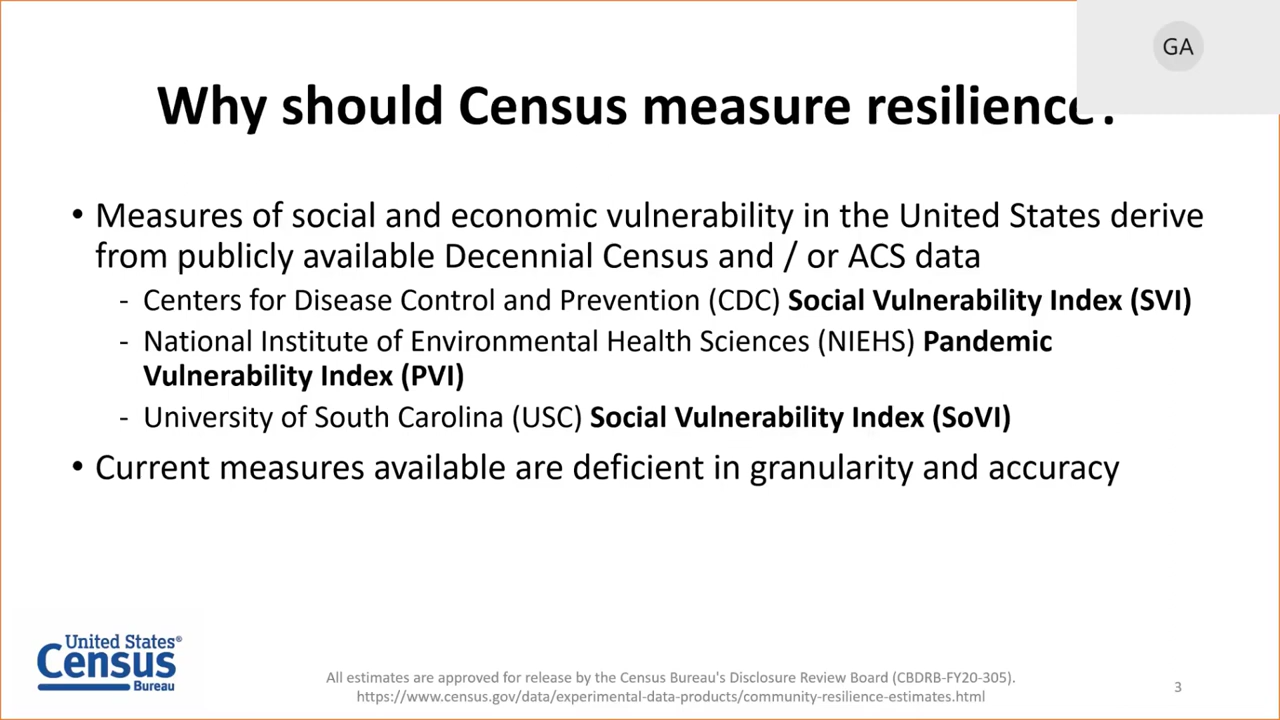 GA
Why should Census measure resilience?
• Measures of social and economic vulnerability in the United States derive
from publicly available Decennial Census and / or ACS data
- Centers for Disease Control and Prevention (CDC) Social Vulnerability Index (SVI)
- National Institute of Environmental Health Sciences (NIEHS) Pandemic
Vulnerability Index (PVI)
- University of South Carolina (USC) Social Vulnerability Index (SoVI)
• Current measures available are deficient in granularity and accuracy
United States®
Census
Bureau
All estimates are approved for release by the Census Bureau's Disclosure Review Board (CBDRB-FY20-305).
https://www.census.gov/data/experimental-data-products/community-resilience-estimates.html
3